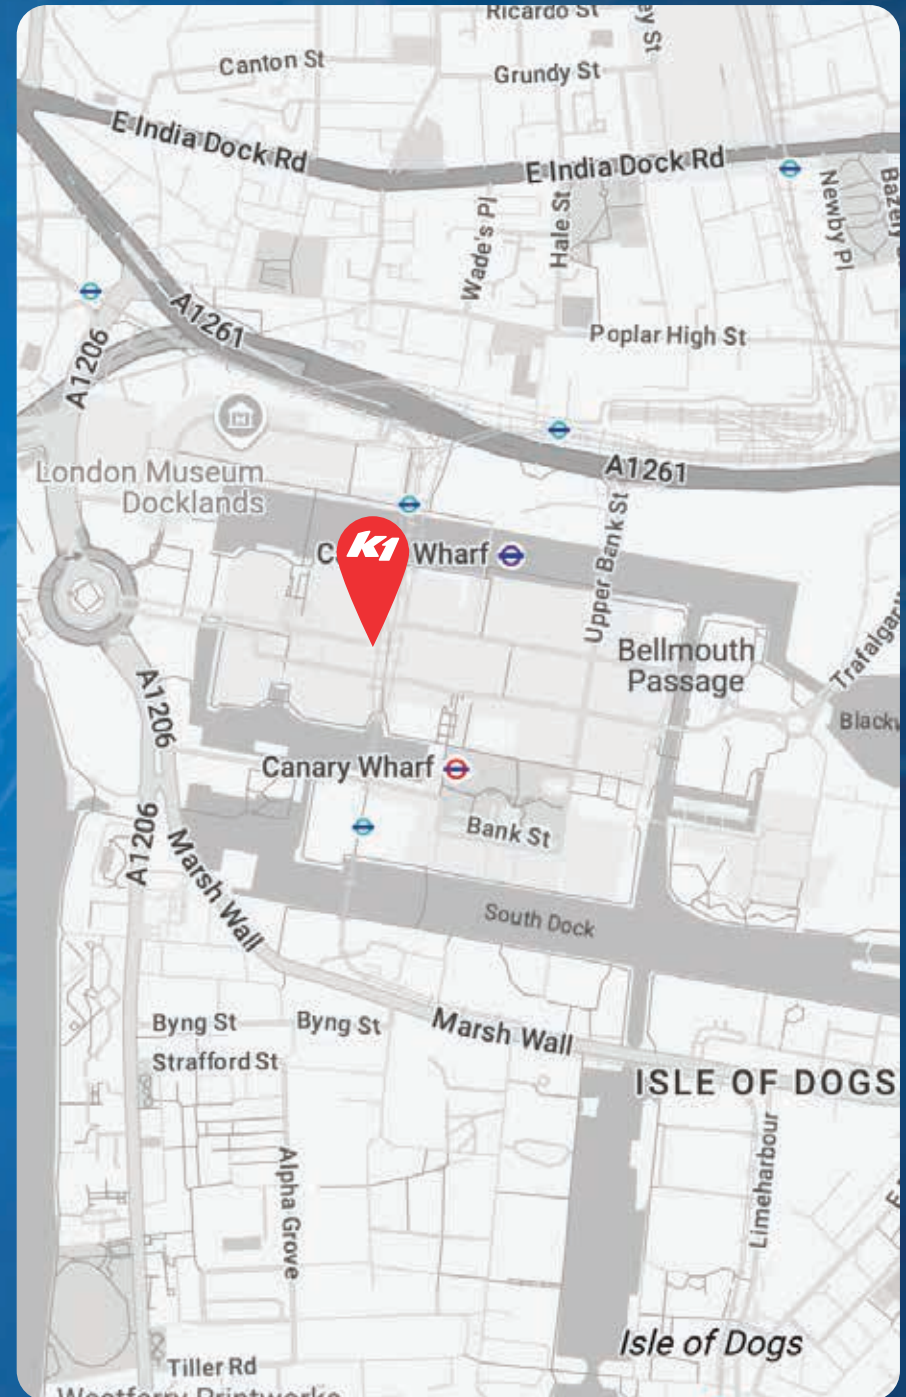 Ricardo St
Canton St
Grundy St
E India Dock Rd
E India Dock Rd
Wade's Pl
Hale St
Newby Pl
A1261
A1206
Poplar High St
London Museum
Docklands
A1261
Upper Bank St
K1
Wharf
Bellmouth
Passage
A1206
Canary Wharf
Bank St
A1206
Marsh Wall
South Dock
Byng St
Byng St
Marsh Wall
Strafford St
ISLE OF DOGS
Alpha Grove
Limeharbour
Isle of Dogs
Tiller Rd